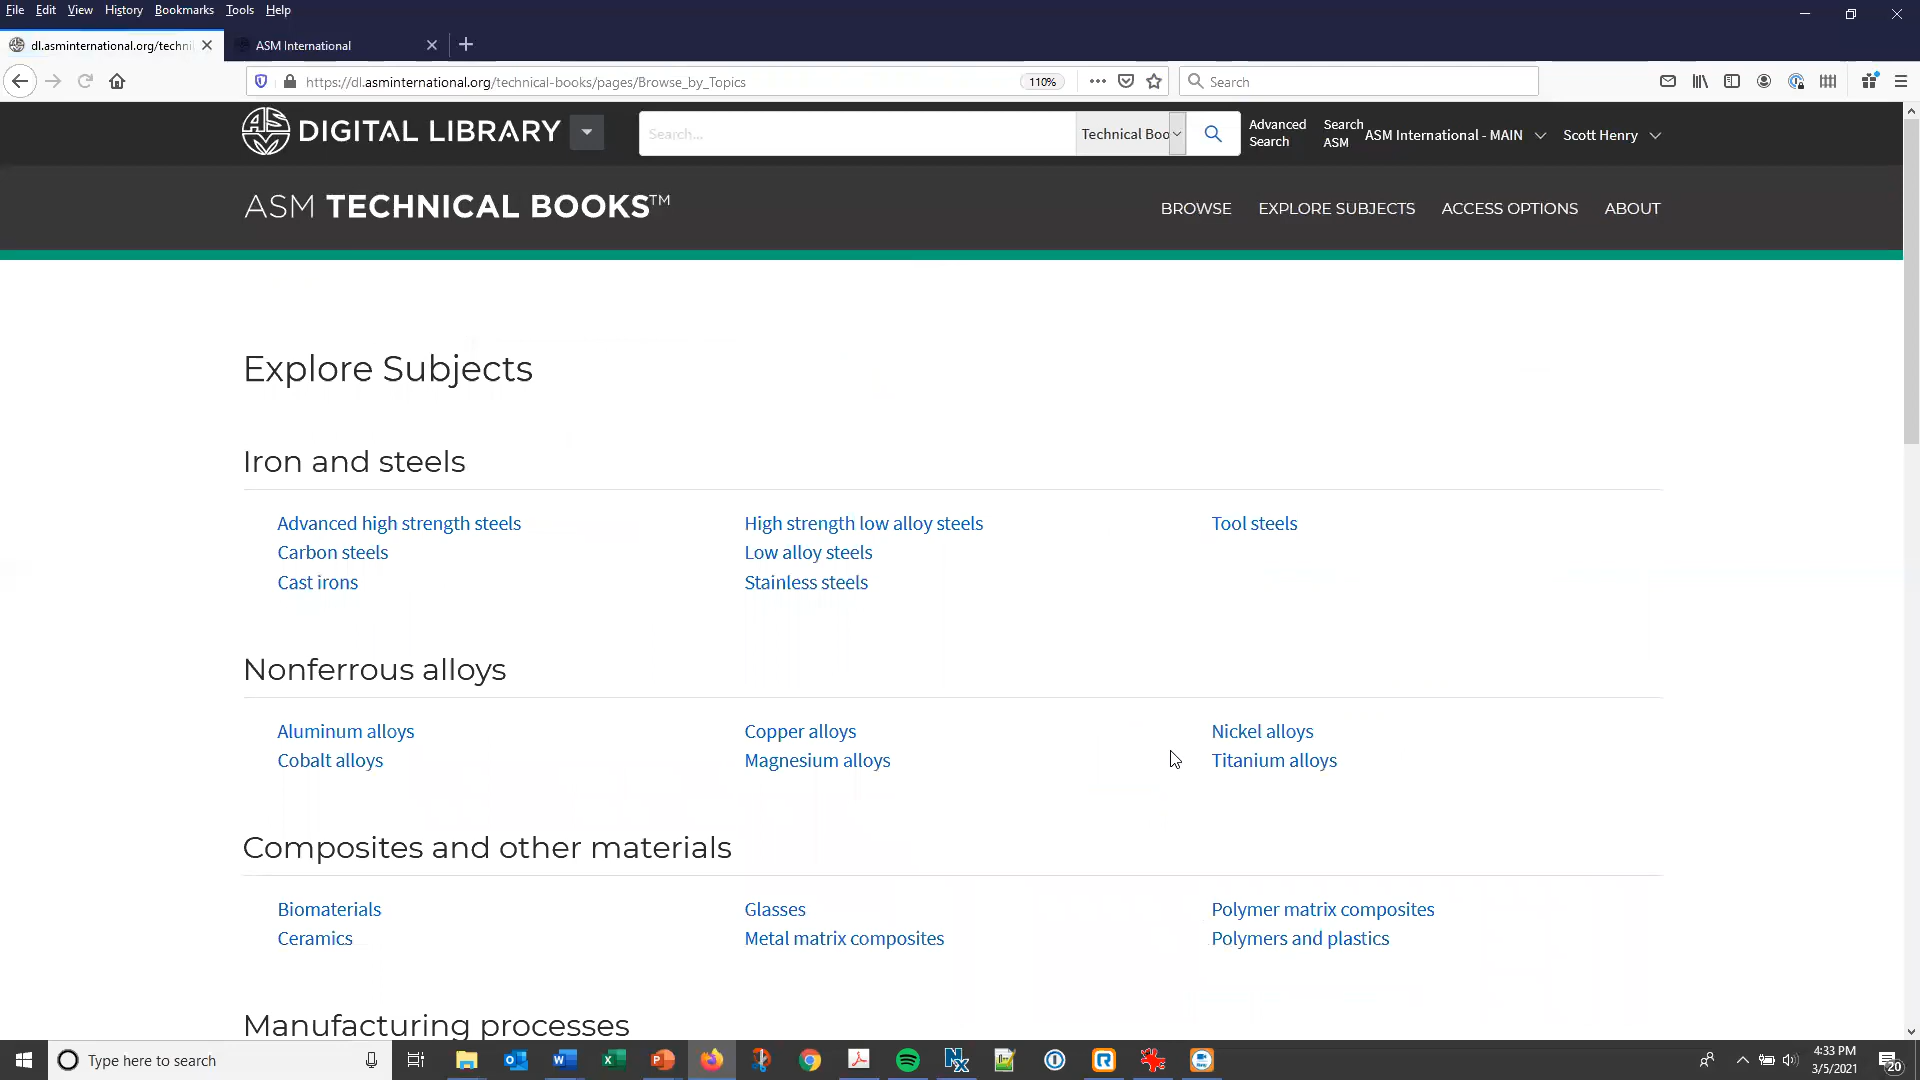 File Edit View History Bookmarks Tools Help
dl.asminternational.org/techni ASM International
https://dl.asminternational.org/technical-books/pages/Browse_by_Topics 110% Search
DIGITAL LIBRARY Search... Technical Boo Advanced Search Search ASM ASM International - MAIN Scott Henry
ASM TECHNICAL BOOKS™ BROWSE EXPLORE SUBJECTS ACCESS OPTIONS ABOUT
Explore Subjects
Iron and steels
Advanced high strength steels High strength low alloy steels Tool steels
Carbon steels Low alloy steels
Cast irons Stainless steels
Nonferrous alloys
Aluminum alloys Copper alloys Nickel alloys
Cobalt alloys Magnesium alloys Titanium alloys
Composites and other materials
Biomaterials Glasses Polymer matrix composites
Ceramics Metal matrix composites Polymers and plastics
Manufacturing processes
Type here to search 4:33 PM
3/5/2021 20